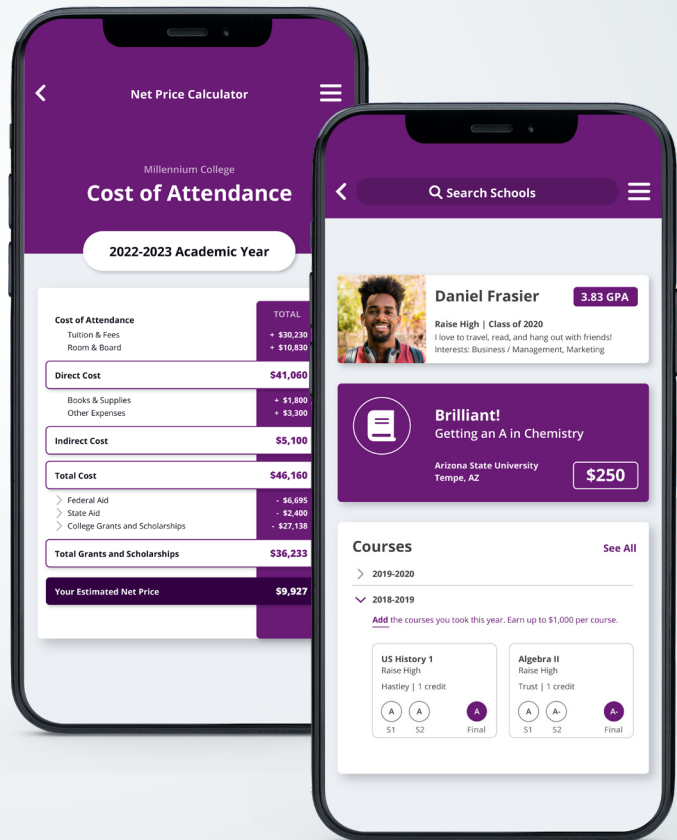 Net Price Calculator
Millennium College
Cost of Attendance
2022-2023 Academic Year
Cost of Attendance TOTAL
Tuition & Fees + $30,230
Room & Board + $10,830
Direct Cost $41,060
Books & Supplies + $1,800
Other Expenses + $3,300
Indirect Cost $5,100
Total Cost $46,160
Federal Aid - $6,695
State Aid - $2,400
College Grants and Scholarships - $27,138
Total Grants and Scholarships $36,233
Your Estimated Net Price $9,927
Search Schools
Daniel Frasier 3.83 GPA
Raise High | Class of 2020
I love to travel, read, and hang out with friends!
Interests: Business / Management, Marketing
Brilliant!
Getting an A in Chemistry
Arizona State University
Tempe, AZ
$250
Courses See All
2019-2020
2018-2019
Add the courses you took this year. Earn up to $1,000 per course.
US History 1
Raise High
Hastley | 1 credit
A A A
S1 S2 Final
Algebra II
Raise High
Trust | 1 credit
A A- A-
S1 S2 Final